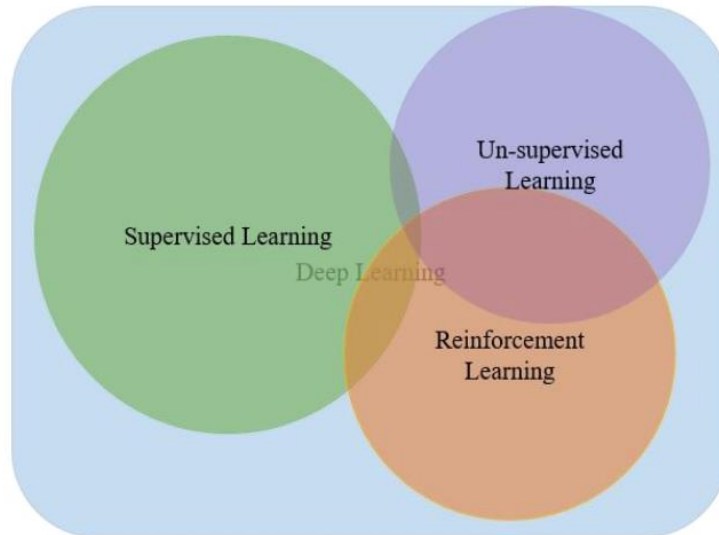 Un-supervised
Learning
Supervised Learning
Deep Learning
Reinforcement
Learning